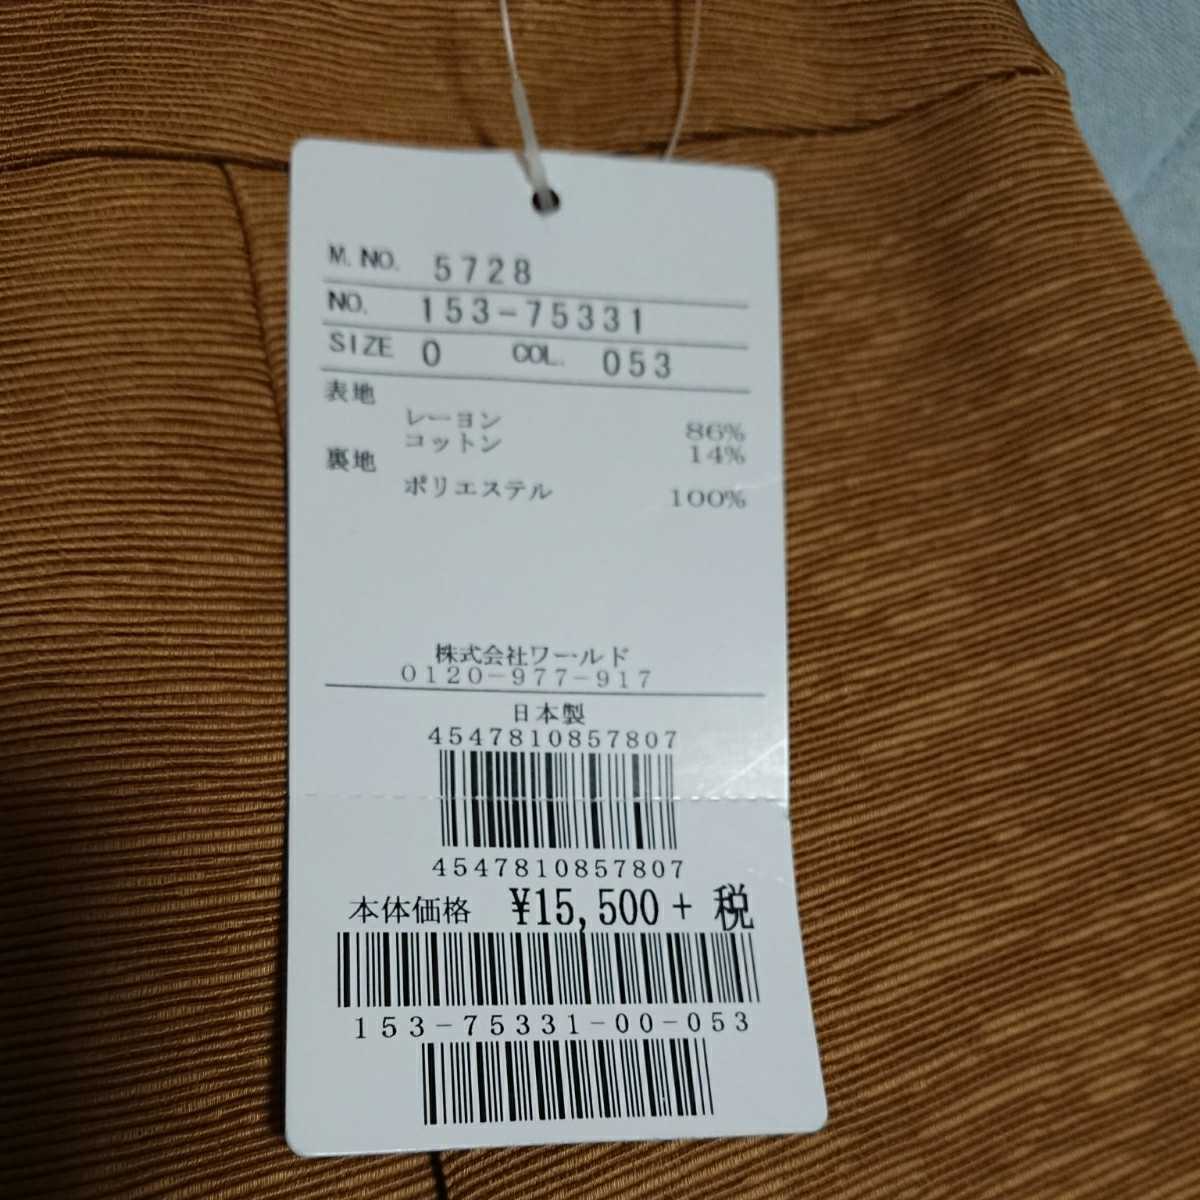 M. NO. 5728
NO. 153-75331
SIZE 0 COL. 053
表地
レーヨン 86%
コットン 14%
裏地
ポリエステル 100%
株式会社ワールド
0120-977-917
日本製
4547810857807
4547810857807
本体価格 ¥15,500 + 税
153-75331-00-053